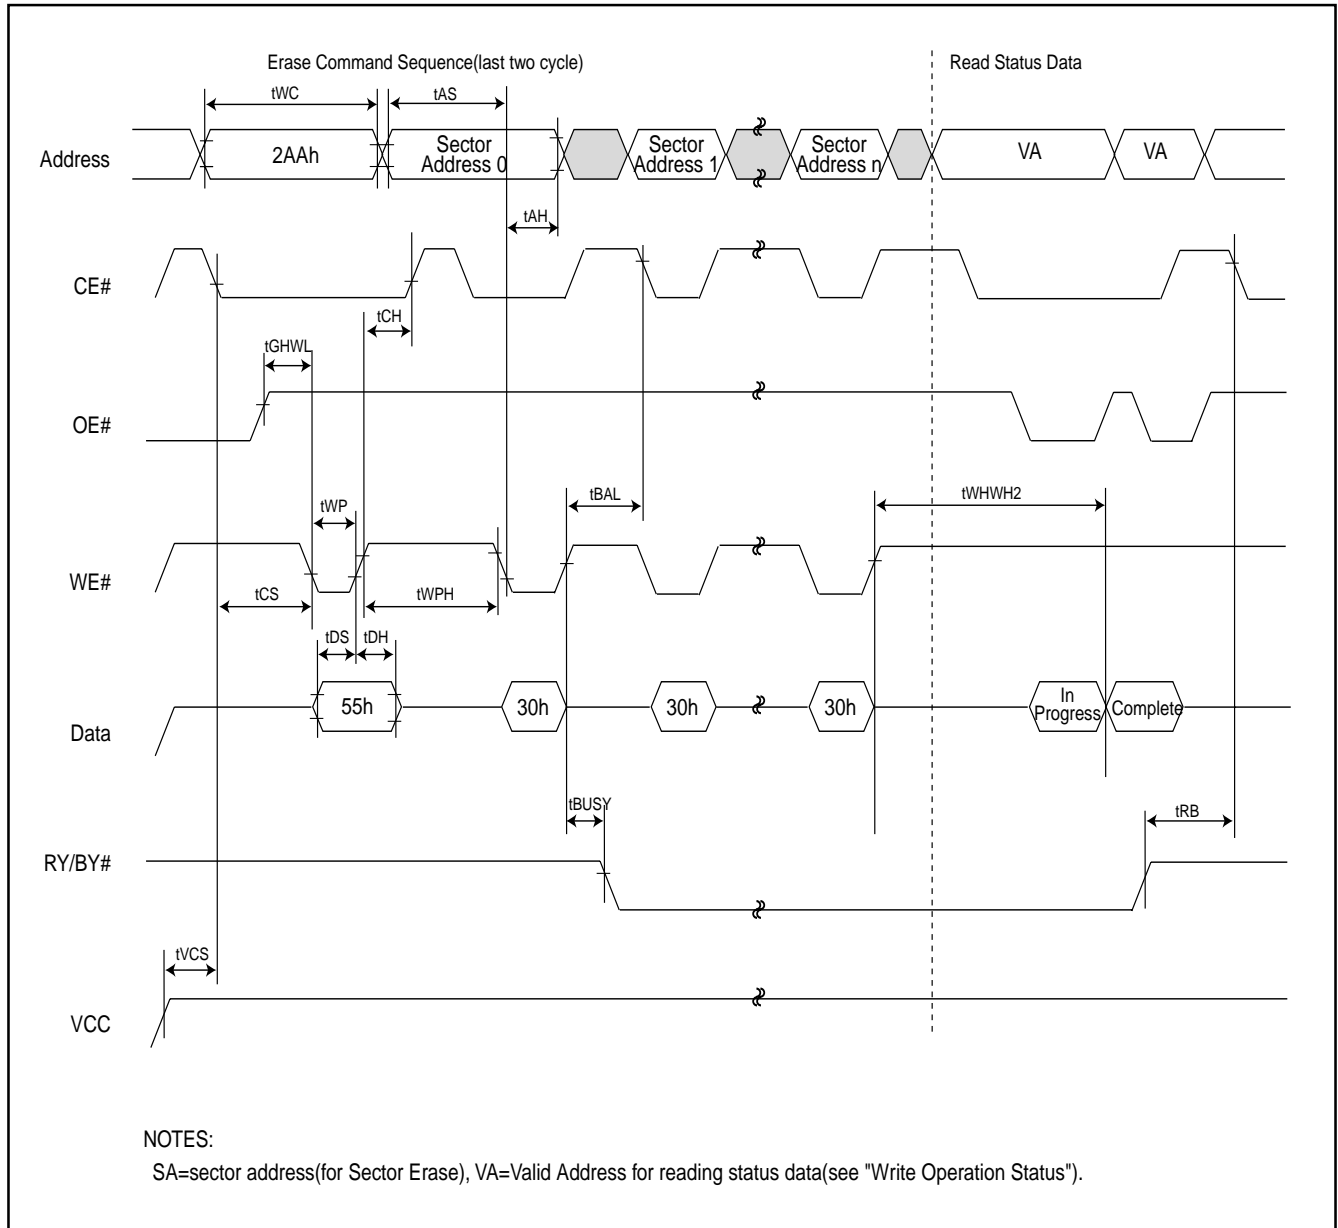 Erase Command Sequence(last two cycle)
Read Status Data
tWC
tAS
Address
2AAh
Sector
Address 0
Sector
Address 1
Sector
Address n
VA
VA
tAH
CE#
tCH
tGHWL
OE#
tWP
tBAL
tWHWH2
WE#
tCS
tWPH
tDS
tDH
Data
55h
30h
30h
30h
In
Progress
Complete
tBUSY
tRB
RY/BY#
tVCS
VCC
NOTES:
SA=sector address(for Sector Erase), VA=Valid Address for reading status data(see "Write Operation Status").